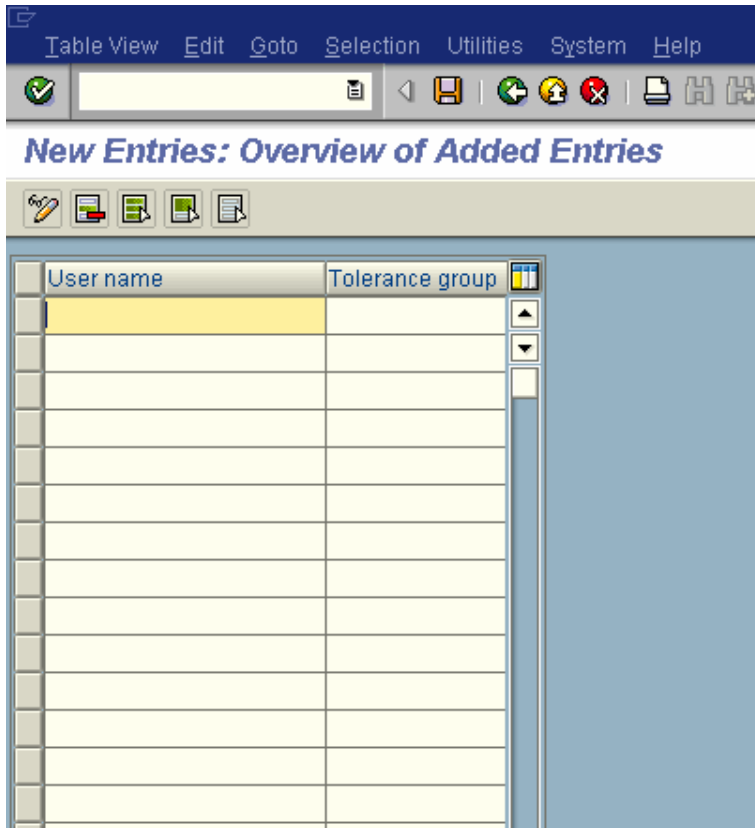 Table View Edit Goto Selection Utilities System Help
New Entries: Overview of Added Entries
User name Tolerance group